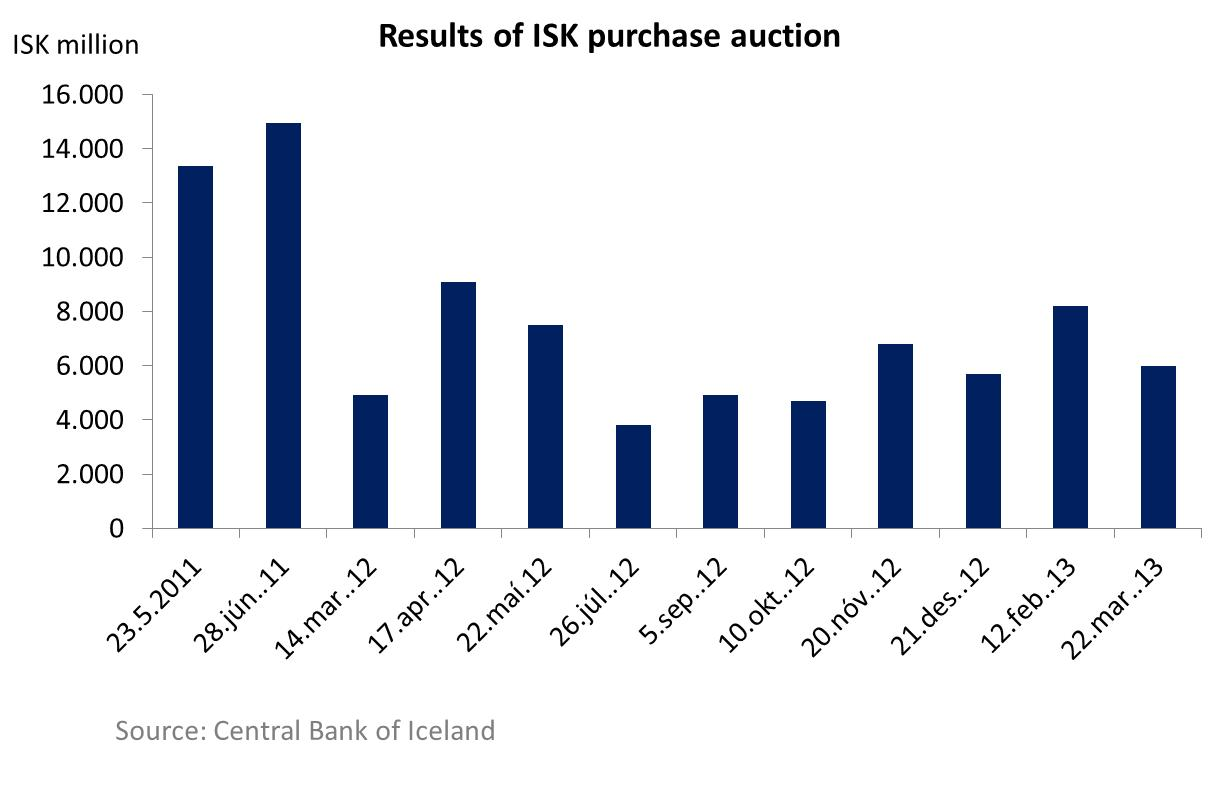 Results of ISK purchase auction
ISK million
16.000
14.000
12.000
10.000
8.000
6.000
4.000
2.000
0
23.5.2011
28.jún..11
14.mar..12
17.apr..12
22.maí.12
26.júl..12
5.sep..12
10.okt..12
20.nóv..12
21.des..12
12.feb..13
22.mar..13
Source: Central Bank of Iceland